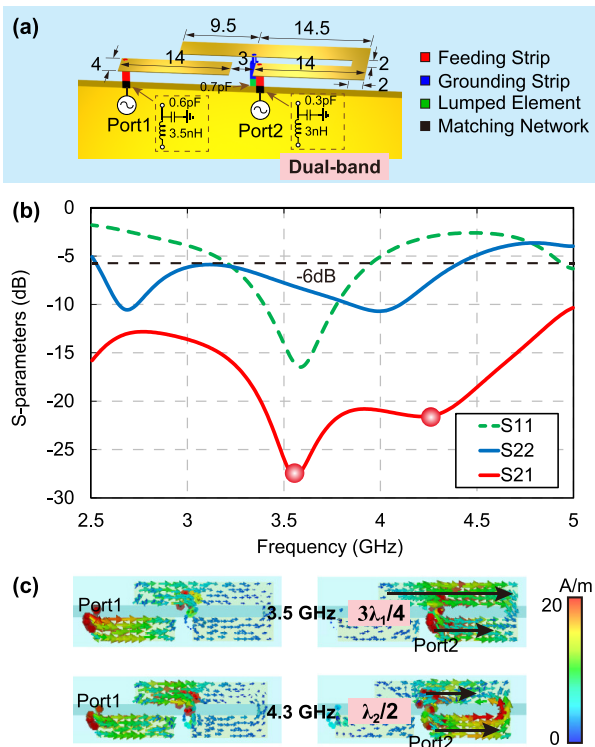 (a)
9.5
14.5
4
14
3
14
2
2
0.7pF
Port1
0.6pF
3.5nH
Port2
0.3pF
3nH
Dual-band
Feeding Strip
Grounding Strip
Lumped Element
Matching Network
(b)
S-parameters (dB)
0
-5
-10
-15
-20
-25
-30
-6dB
S11
S22
S21
2.5 3 3.5 4 4.5 5
Frequency (GHz)
(c)
Port1
3.5 GHz
3λ₁/4
Port2
Port1
4.3 GHz
λ₂/2
Port2
A/m
20
0